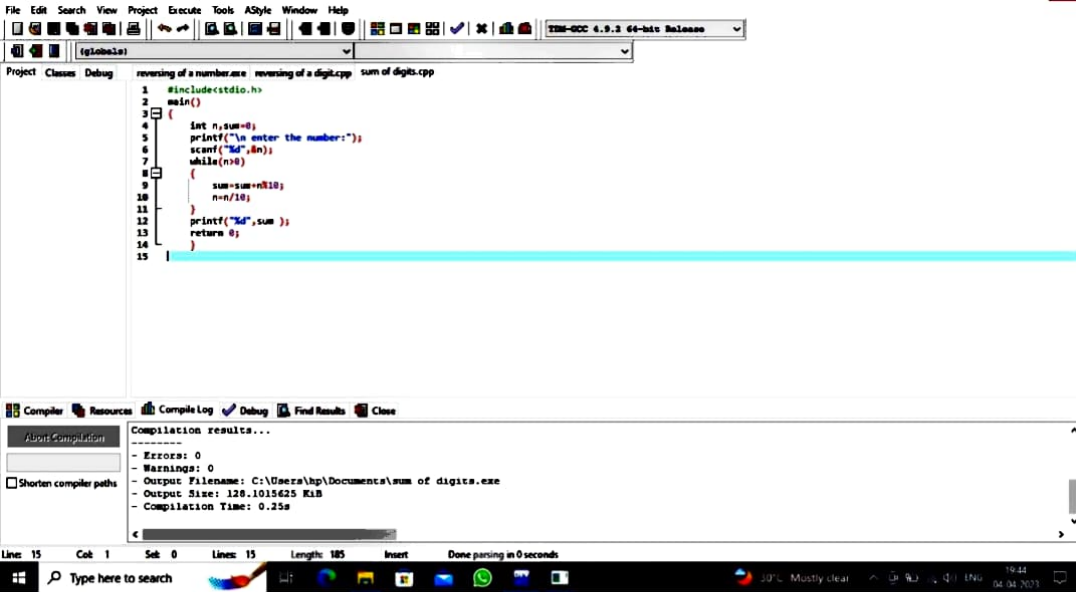 File Edit Search View Project Execute Tools AStyle Window Help
TDM-GCC 4.9.2 64-bit Release
(globals)
Project Classes Debug reversing of a number.exe reversing of a digit.cpp sum of digits.cpp
1 #include<stdio.h>
2 main()
3 {
4 int n,sum=0;
5 printf("\n enter the number:");
6 scanf("%d",&n);
7 while(n>0)
8 {
9 sum=sum+n%10;
10 n=n/10;
11 }
12 printf("%d",sum );
13 return 0;
14 }
15
Compiler Resources Compile Log Debug Find Results Close
Abort Compilation
Shorten compiler paths
Compilation results...
--------
- Errors: 0
- Warnings: 0
- Output Filename: C:\Users\hp\Documents\sum of digits.exe
- Output Size: 128.1015625 KiB
- Compilation Time: 0.25s
Line: 15 Col: 1 Sel: 0 Lines: 15 Length: 185 Insert Done parsing in 0 seconds
Type here to search
30°C Mostly clear ENG
19:44
04-04-2023